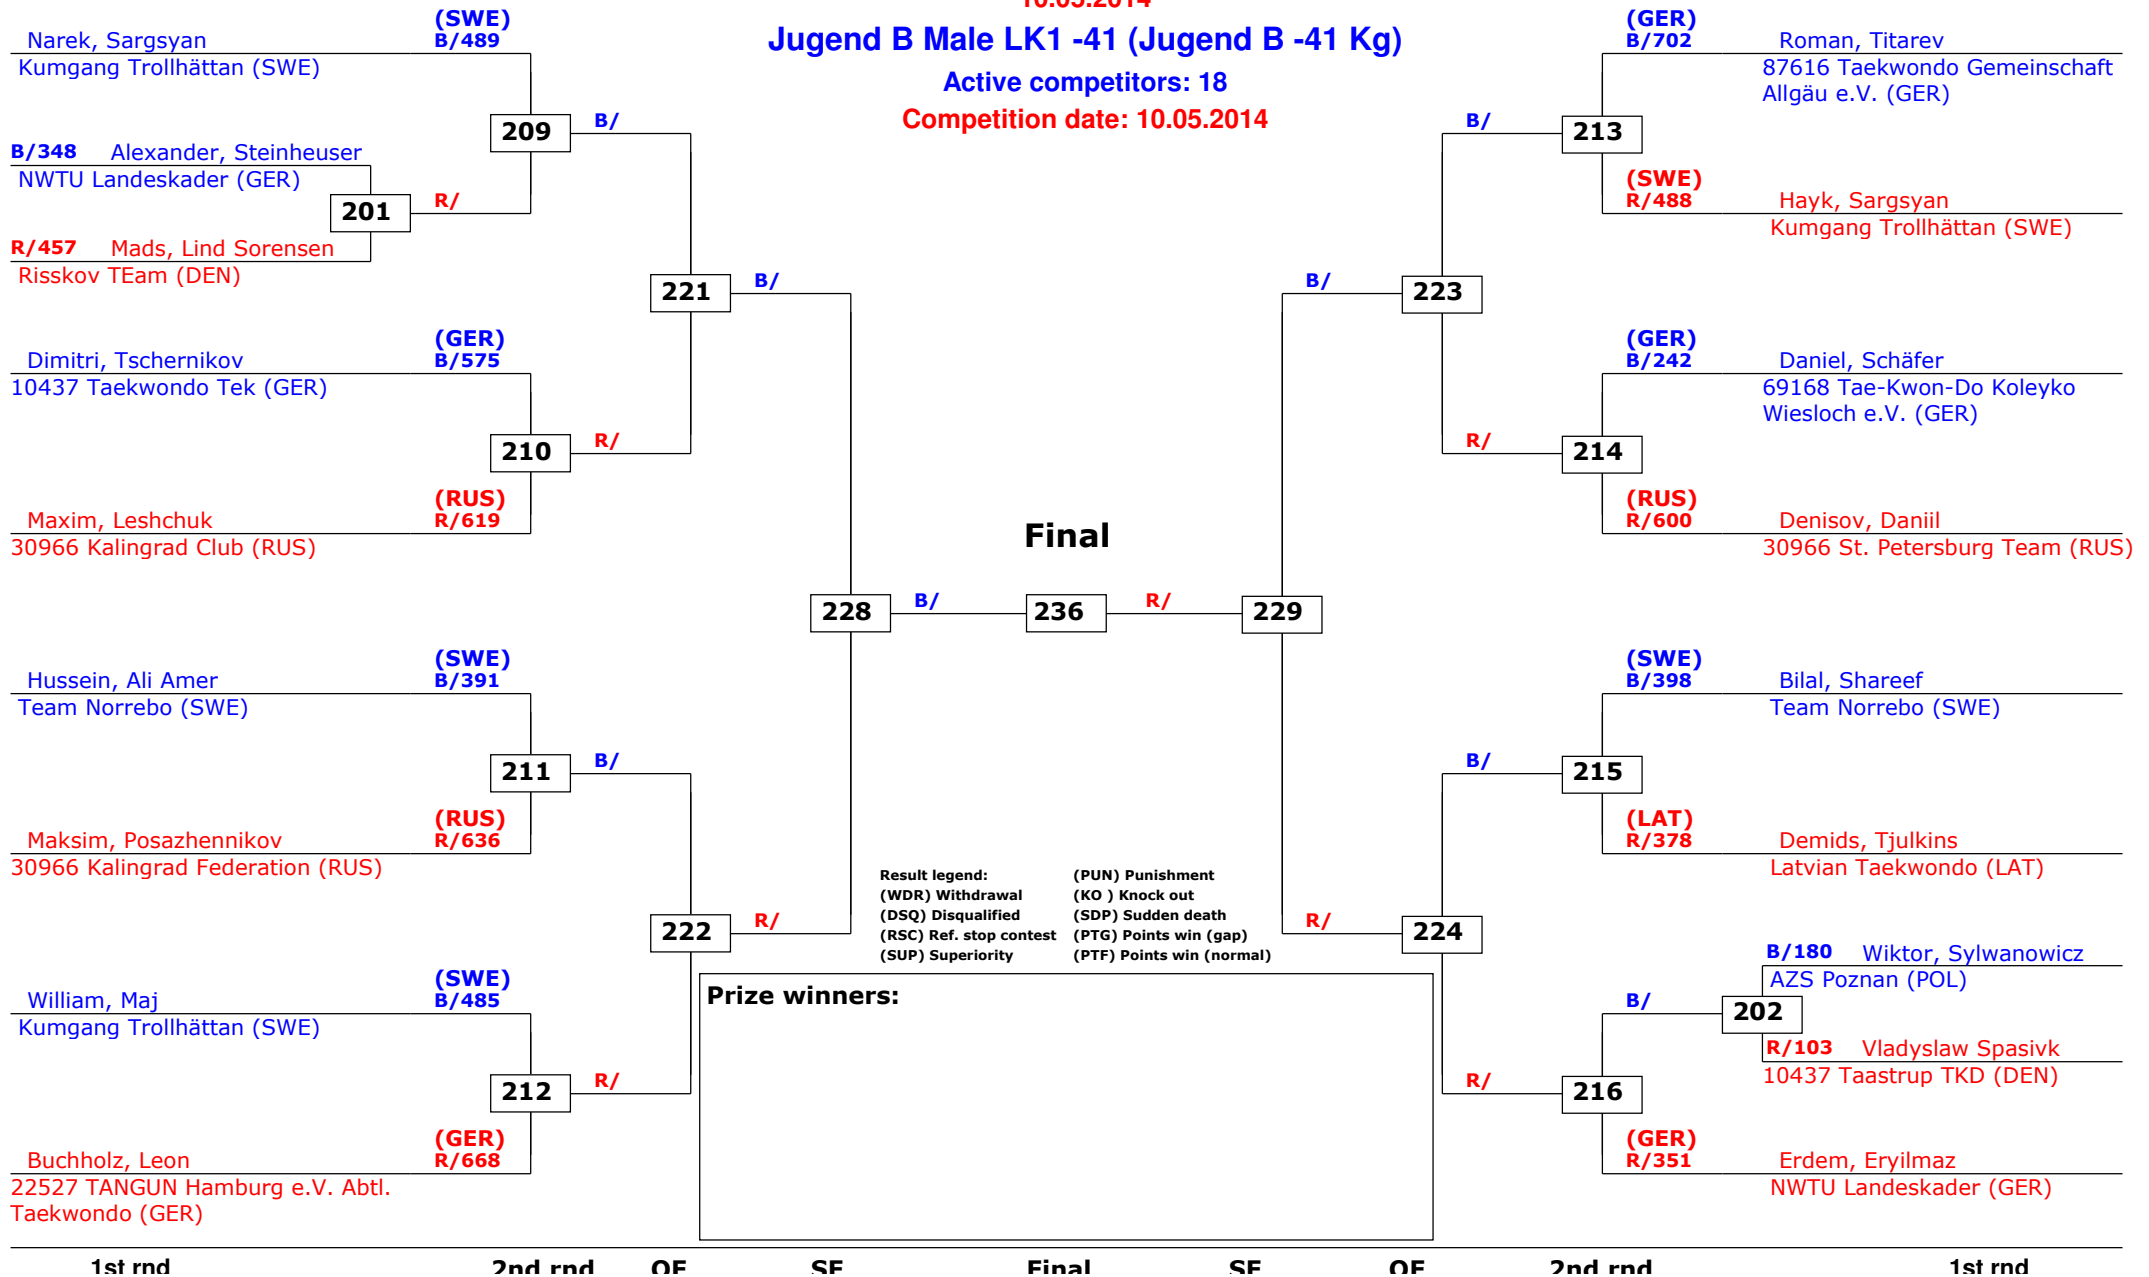 10.05.2014
Jugend B Male LK1 -41 (Jugend B -41 Kg)
Active competitors: 18
Competition date: 10.05.2014
(SWE)
Narek, Sargsyan B/489
Kumgang Trollhättan (SWE)
209
B/
B/348 Alexander, Steinheuser
NWTU Landeskader (GER)
201
R/
R/457 Mads, Lind Sorensen
Risskov TEam (DEN)
221
B/
(GER)
Dimitri, Tschernikov B/575
10437 Taekwondo Tek (GER)
210
R/
(RUS)
Maxim, Leshchuk R/619
30966 Kalingrad Club (RUS)
228
B/
(SWE)
Hussein, Ali Amer B/391
Team Norrebo (SWE)
211
B/
(RUS)
Maksim, Posazhennikov R/636
30966 Kalingrad Federation (RUS)
222
R/
(SWE)
William, Maj B/485
Kumgang Trollhättan (SWE)
212
R/
(GER)
Buchholz, Leon R/668
22527 TANGUN Hamburg e.V. Abtl.
Taekwondo (GER)
Final
236
R/
229
(GER)
B/702 Roman, Titarev
87616 Taekwondo Gemeinschaft
Allgäu e.V. (GER)
B/
213
(SWE)
R/488 Hayk, Sargsyan
Kumgang Trollhättan (SWE)
B/
223
(GER)
B/242 Daniel, Schäfer
69168 Tae-Kwon-Do Koleyko
Wiesloch e.V. (GER)
R/
214
(RUS)
R/600 Denisov, Daniil
30966 St. Petersburg Team (RUS)
(SWE)
B/398 Bilal, Shareef
Team Norrebo (SWE)
B/
215
(LAT)
R/378 Demids, Tjulkins
Latvian Taekwondo (LAT)
R/
224
B/180 Wiktor, Sylwanowicz
AZS Poznan (POL)
B/
202
R/103 Vladyslaw Spasivk
10437 Taastrup TKD (DEN)
R/
216
(GER)
R/351 Erdem, Eryilmaz
NWTU Landeskader (GER)
Result legend: (PUN) Punishment
(WDR) Withdrawal (KO ) Knock out
(DSQ) Disqualified (SDP) Sudden death
(RSC) Ref. stop contest (PTG) Points win (gap)
(SUP) Superiority (PTF) Points win (normal)
Prize winners:
1st rnd 2nd rnd QF SF Final SF QF 2nd rnd 1st rnd